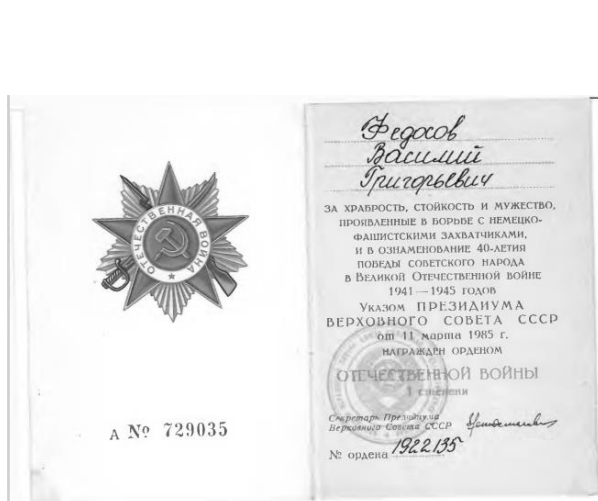 ОТЕЧЕСТВЕННАЯ ВОЙНА
А № 729035
Федосов
Василий
Григорьевич
ЗА ХРАБРОСТЬ, СТОЙКОСТЬ И МУЖЕСТВО,
ПРОЯВЛЕННЫЕ В БОРЬБЕ С НЕМЕЦКО-
ФАШИСТСКИМИ ЗАХВАТЧИКАМИ,
И В ОЗНАМЕНОВАНИЕ 40-ЛЕТИЯ
ПОБЕДЫ СОВЕТСКОГО НАРОДА
В ВЕЛИКОЙ ОТЕЧЕСТВЕННОЙ ВОЙНЕ
1941—1945 ГОДОВ
УКАЗОМ ПРЕЗИДИУМА
ВЕРХОВНОГО СОВЕТА СССР
от 11 марта 1985 г.
НАГРАЖДЁН ОРДЕНОМ
ОТЕЧЕСТВЕННОЙ ВОЙНЫ
1 степени
Секретарь Президиума
Верховного Совета СССР
№ ордена 1922135